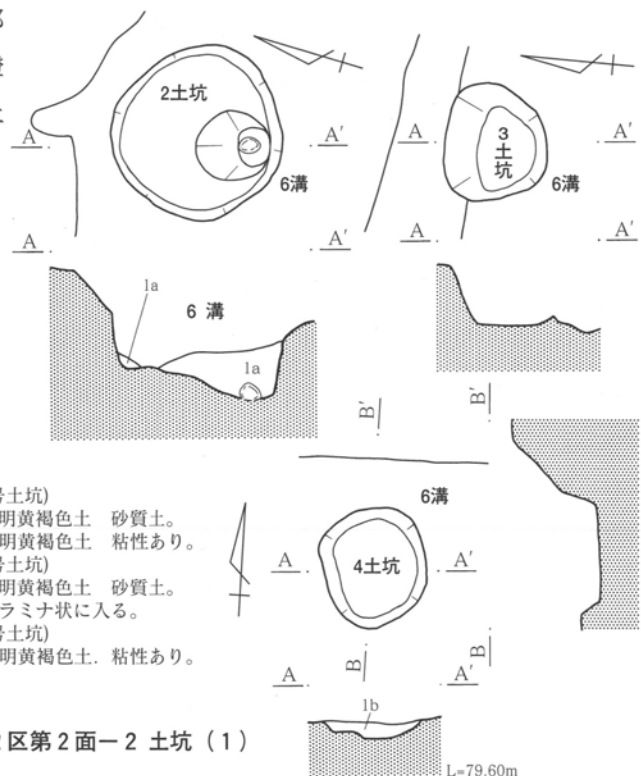 2土坑
A
A'
6溝
A
A'
1a
6 溝
1a
3土坑
A
A'
6溝
A
A'
B'
B'
号土坑)
明黄褐色土 砂質土。
明黄褐色土 粘性あり。
号土坑)
明黄褐色土 砂質土。
ラミナ状に入る。
号土坑)
明黄褐色土. 粘性あり。
6溝
A
4土坑
A'
B
B
A
A'
1b
L=79.60m
区第2面ー2 土坑 (1)